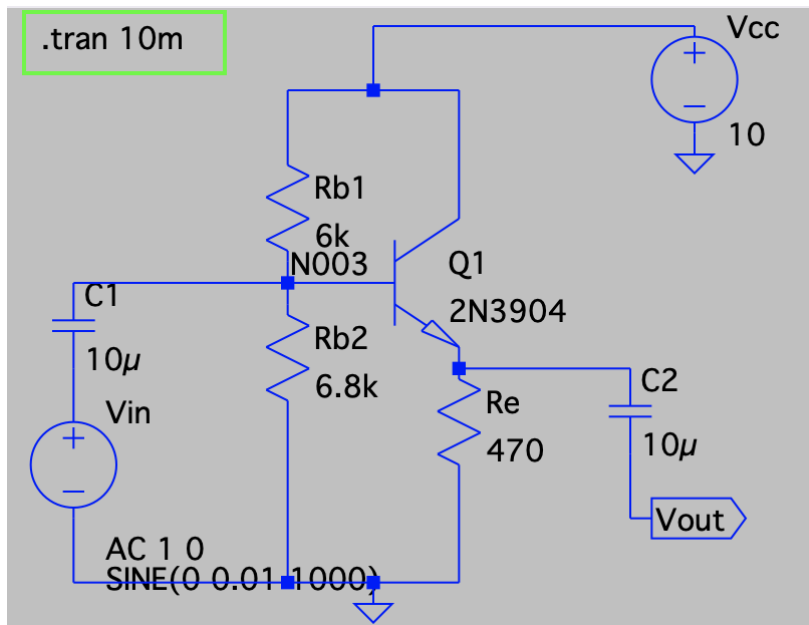 .tran 10m
Vcc
+
−
10
Rb1
6k
N003
Q1
2N3904
C1
10µ
Rb2
6.8k
Vin
+
−
Re
470
C2
10µ
Vout
AC 1 0
SINE(0 0.01 1000)